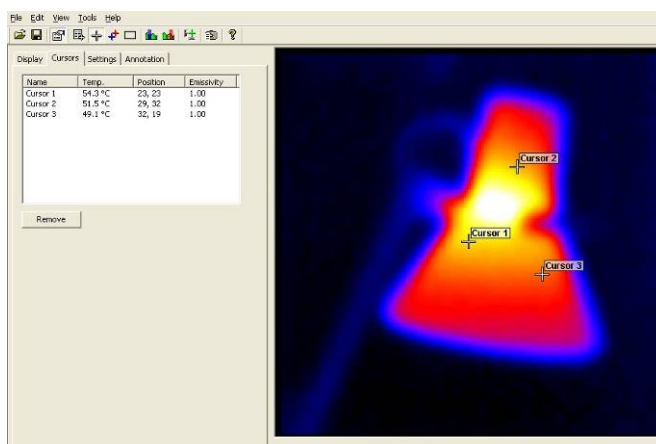 File Edit View Tools Help
Display Cursors Settings Annotation
Name Temp. Position Emissivity
Cursor 1 54.3 °C 23, 23 1.00
Cursor 2 51.5 °C 29, 32 1.00
Cursor 3 49.1 °C 32, 19 1.00
Remove
Cursor 2
Cursor 1
Cursor 3